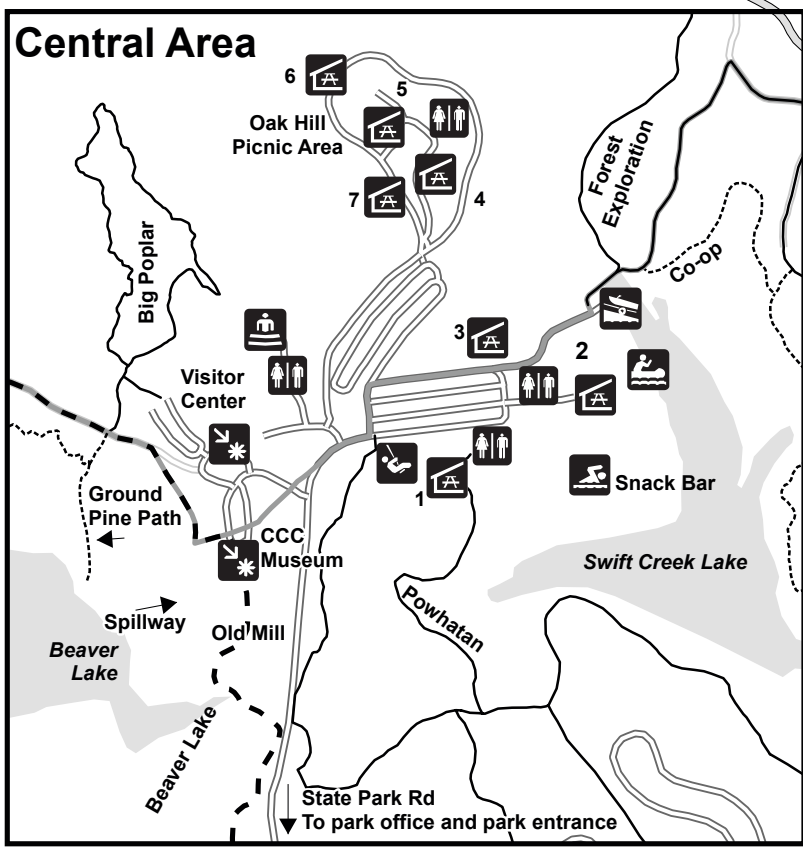 Central Area
6
5
Oak Hill
Picnic Area
7
4
Forest
Exploration
Co-op
Big Poplar
3
2
Visitor
Center
Snack Bar
1
Ground
Pine Path
CCC
Museum
Swift Creek Lake
Spillway
Old Mill
Powhatan
Beaver
Lake
Beaver Lake
State Park Rd
To park office and park entrance